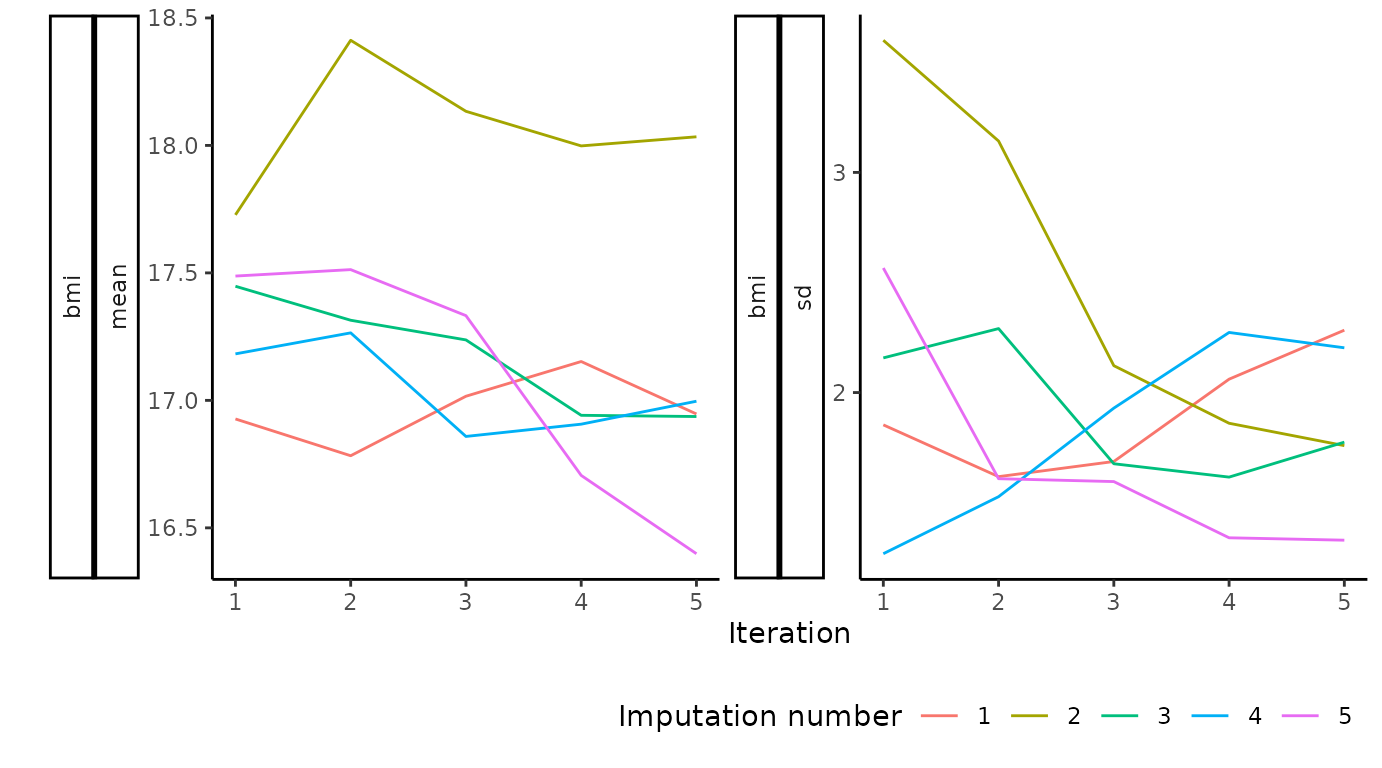 bmi
mean
18.5
18.0
17.5
17.0
16.5
1 2 3 4 5
bmi
sd
3
2
1 2 3 4 5
Iteration
Imputation number 1 2 3 4 5